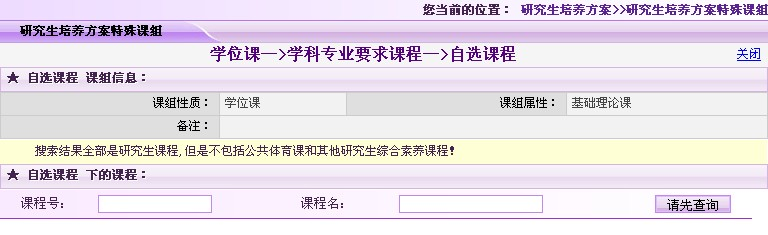 您当前的位置： 研究生培养方案>>研究生培养方案特殊课组
研究生培养方案特殊课组
学位课—>学科专业要求课程—>自选课程 关闭
★ 自选课程 课组信息：
课组性质： 学位课 课组属性： 基础理论课
备注：
搜索结果全部是研究生课程,但是不包括公共体育课和其他研究生综合素养课程!
★ 自选课程 下的课程：
课程号： 课程名： 请先查询